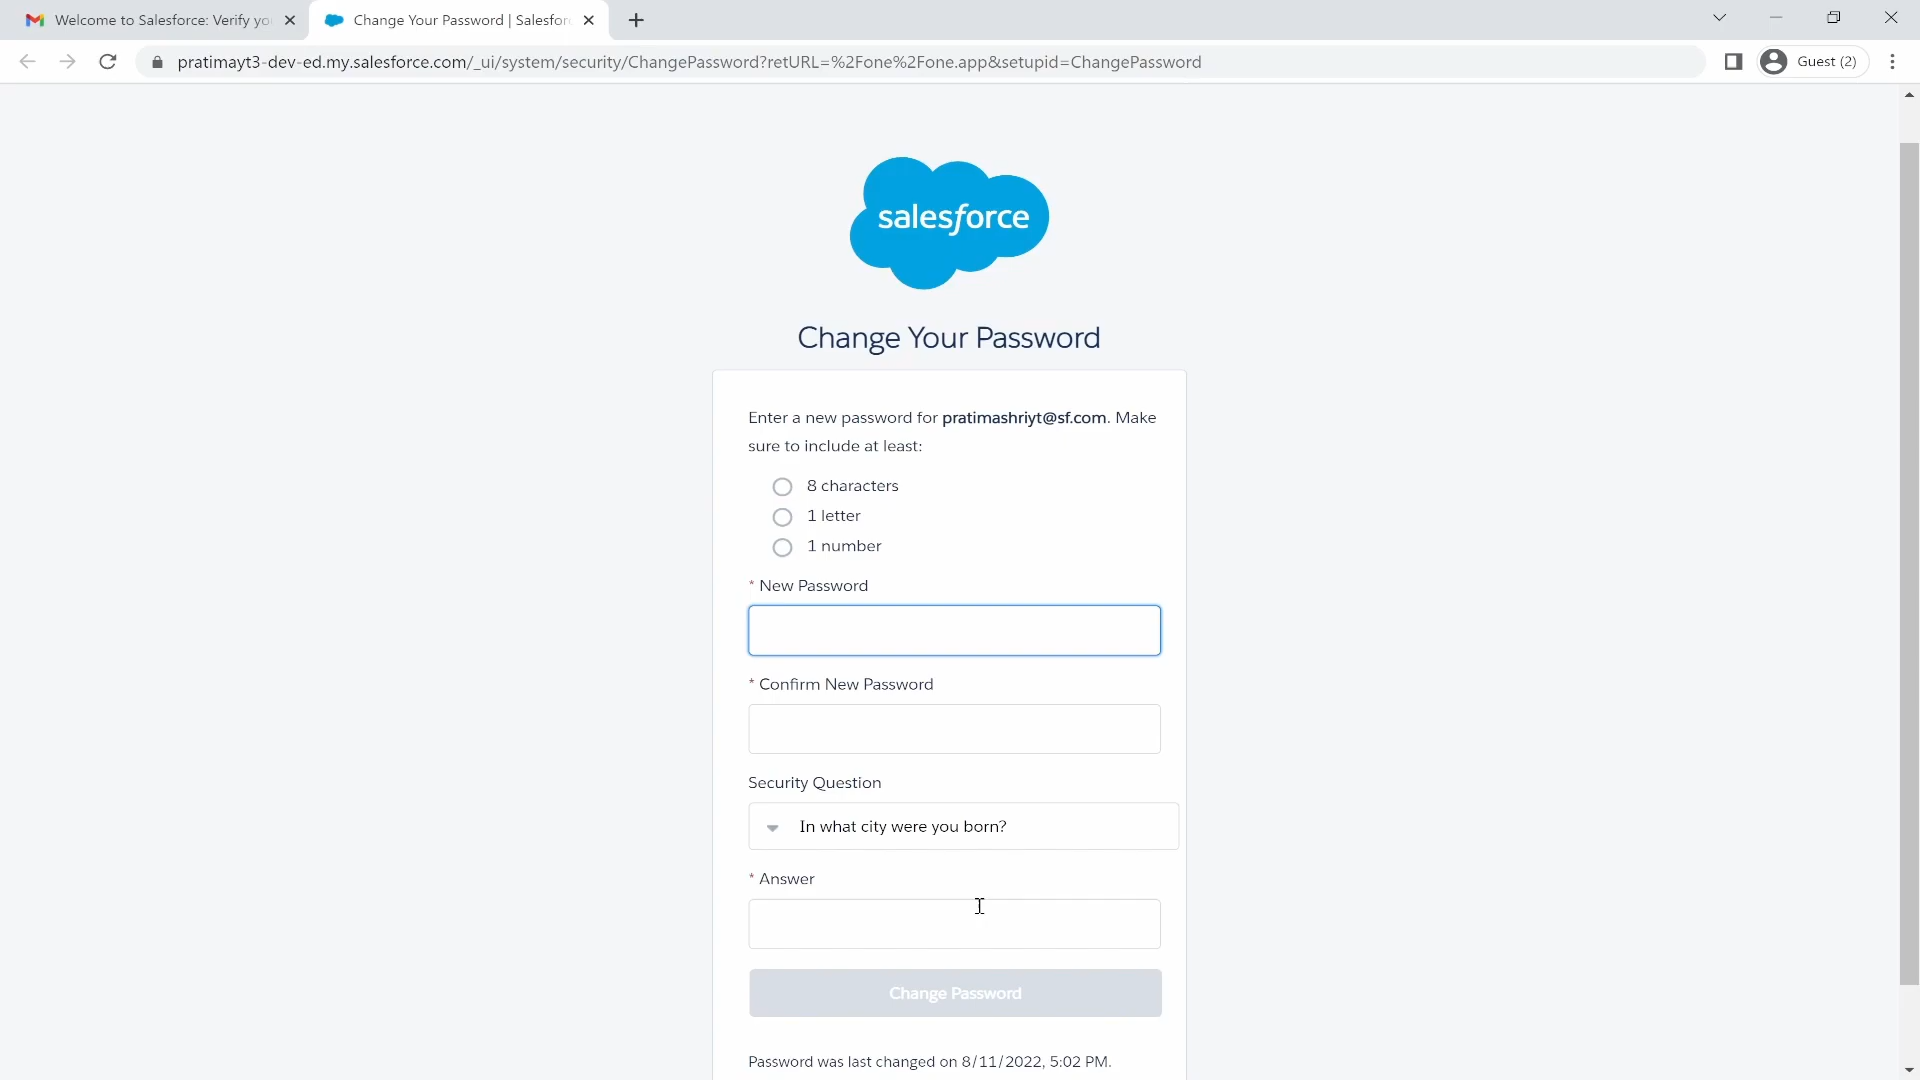 Welcome to Salesforce: Verify yo
Change Your Password | Salesfor
pratimayt3-dev-ed.my.salesforce.com/_ui/system/security/ChangePassword?retURL=%2Fone%2Fone.app&setupid=ChangePassword
Guest (2)
salesforce
Change Your Password
Enter a new password for pratimashriyt@sf.com. Make
sure to include at least:
8 characters
1 letter
1 number
* New Password
* Confirm New Password
Security Question
In what city were you born?
* Answer
Change Password
Password was last changed on 8/11/2022, 5:02 PM.